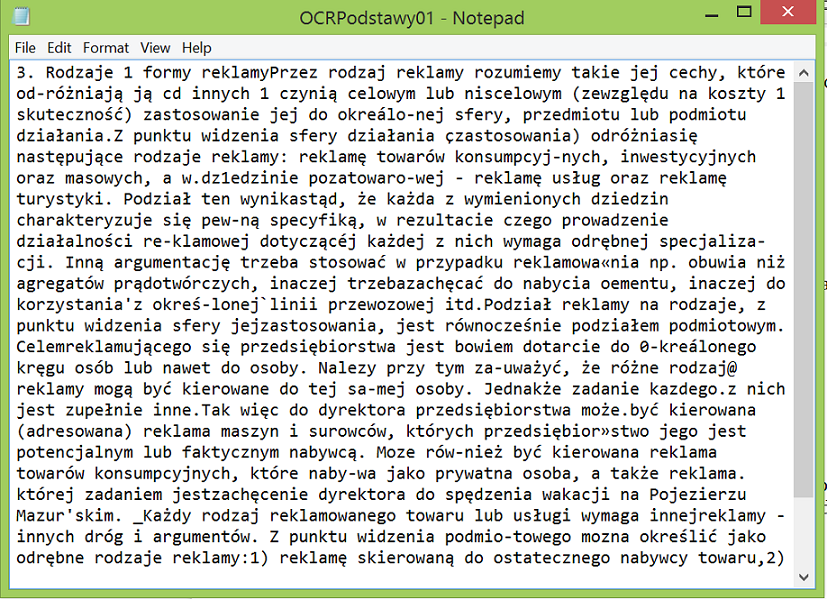 OCRPodstawy01 - Notepad
File Edit Format View Help
3. Rodzaje 1 formy reklamyPrzez rodzaj reklamy rozumiemy takie jej cechy, które
od-różniają ją cd innych 1 czynią celowym lub niscelowym (zewzględu na koszty 1
skuteczność) zastosowanie jej do okreálo-nej sfery, przedmiotu lub podmiotu
działania.Z punktu widzenia sfery działania çzastosowania) odróżniasię
następujące rodzaje reklamy: reklamę towarów konsumpcyj-nych, inwestycyjnych
oraz masowych, a w.dz1edzinie pozatowaro-wej - reklamę usług oraz reklamę
turystyki. Podział ten wynikastąd, że każda z wymienionych dziedzin
charakteryzuje się pew-ną specyfiką, w rezultacie czego prowadzenie
działalności re-klamowej dotyczącéj każdej z nich wymaga odrębnej specjaliza-
cji. Inną argumentację trzeba stosować w przypadku reklamowa«nia np. obuwia niż
agregatów prądotwórczych, inaczej trzebazachęcać do nabycia oementu, inaczej do
korzystania'z okreś-lonej`linii przewozowej itd.Podział reklamy na rodzaje, z
punktu widzenia sfery jejzastosowania, jest równocześnie podziałem podmiotowym.
Celemreklamującego się przedsiębiorstwa jest bowiem dotarcie do 0-kreálonego
kręgu osób lub nawet do osoby. Nalezy przy tym za-uważyć, że różne rodzaj@
reklamy mogą być kierowane do tej sa-mej osoby. Jednakże zadanie kazdego.z nich
jest zupełnie inne.Tak więc do dyrektora przedsiębiorstwa może.być kierowana
(adresowana) reklama maszyn i surowców, których przedsiębior»stwo jego jest
potencjalnym lub faktycznym nabywcą. Moze rów-nież być kierowana reklama
towarów konsumpcyjnych, które naby-wa jako prywatna osoba, a także reklama.
której zadaniem jestzachęcenie dyrektora do spędzenia wakacji na Pojezierzu
Mazur'skim. _Każdy rodzaj reklamowanego towaru lub usługi wymaga innejreklamy -
innych dróg i argumentów. Z punktu widzenia podmio-towego mozna określić jako
odrębne rodzaje reklamy:1) reklamę skierowaną do ostatecznego nabywcy towaru,2)